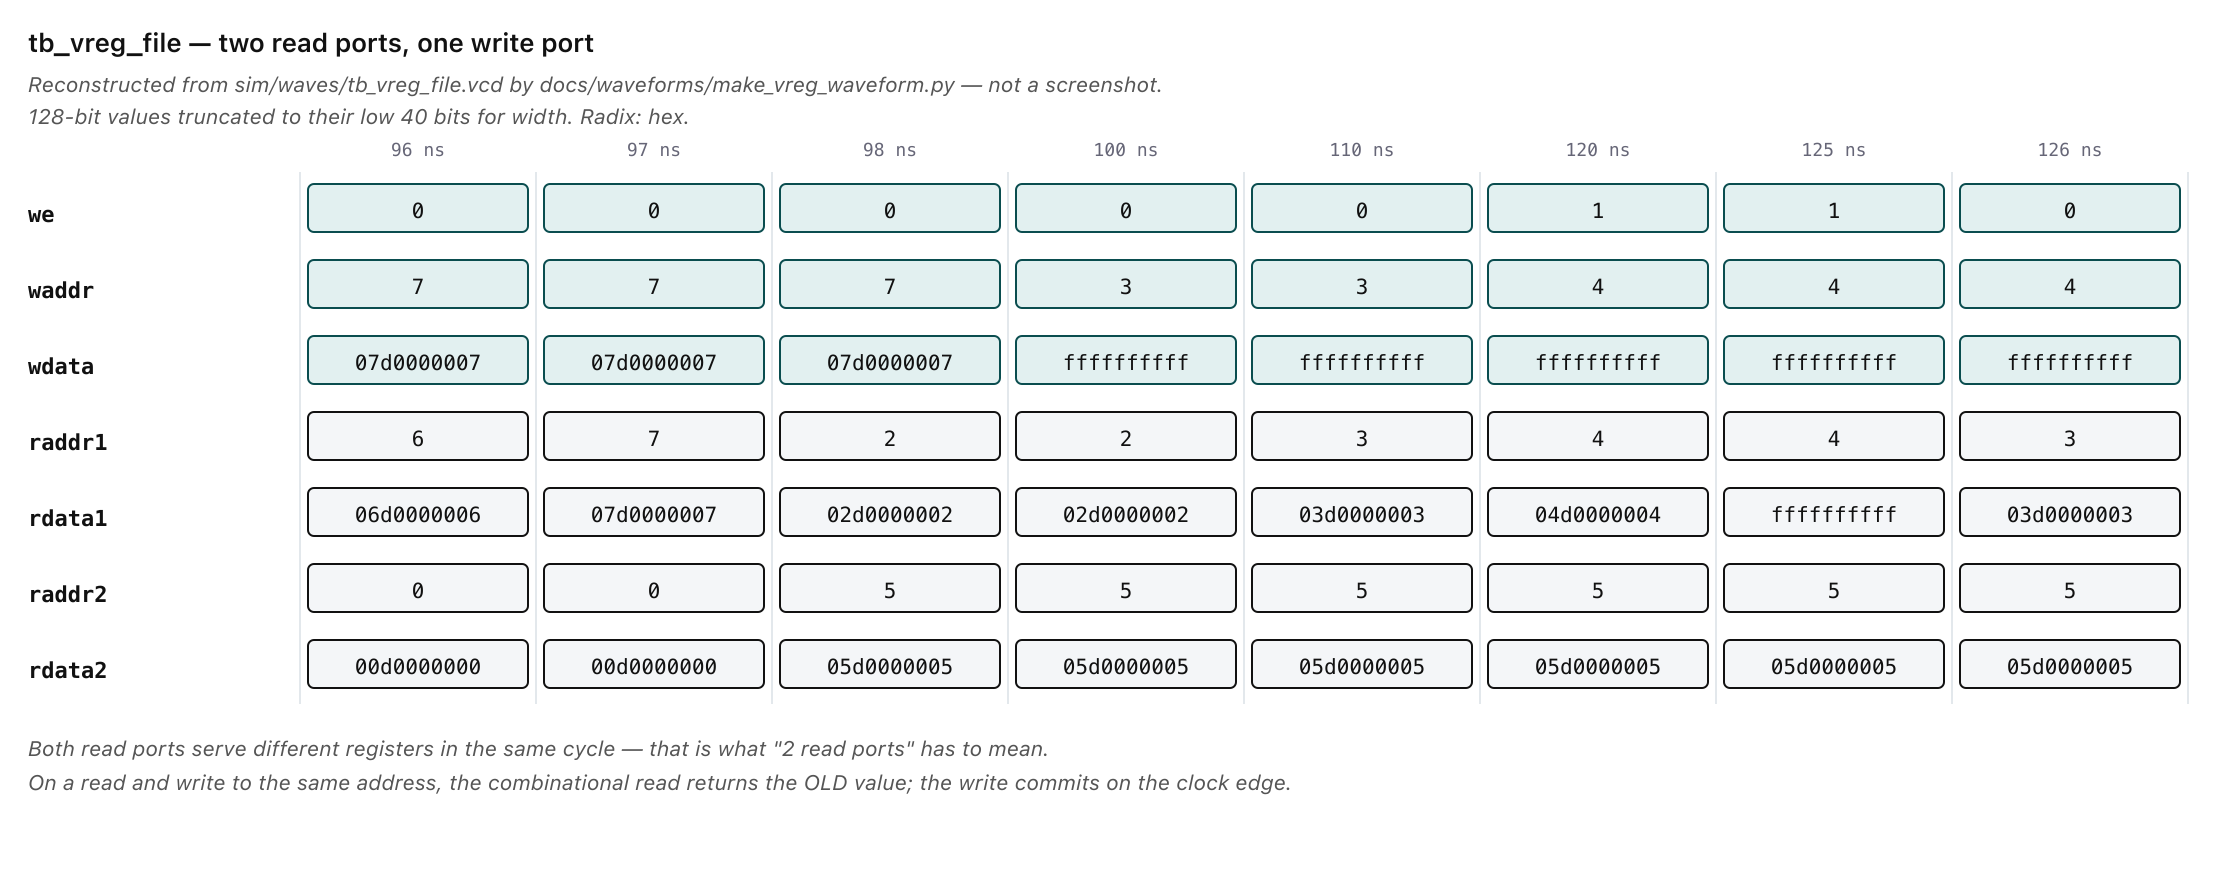 tb_vreg_file — two read ports, one write port
Reconstructed from sim/waves/tb_vreg_file.vcd by docs/waveforms/make_vreg_waveform.py — not a screenshot.
128-bit values truncated to their low 40 bits for width. Radix: hex.
96 ns 97 ns 98 ns 100 ns 110 ns 120 ns 125 ns 126 ns
we 0 0 0 0 0 1 1 0
waddr 7 7 7 3 3 4 4 4
wdata 07d0000007 07d0000007 07d0000007 ffffffffff ffffffffff ffffffffff ffffffffff ffffffffff
raddr1 6 7 2 2 3 4 4 3
rdata1 06d0000006 07d0000007 02d0000002 02d0000002 03d0000003 04d0000004 ffffffffff 03d0000003
raddr2 0 0 5 5 5 5 5 5
rdata2 00d0000000 00d0000000 05d0000005 05d0000005 05d0000005 05d0000005 05d0000005 05d0000005
Both read ports serve different registers in the same cycle — that is what "2 read ports" has to mean.
On a read and write to the same address, the combinational read returns the OLD value; the write commits on the clock edge.